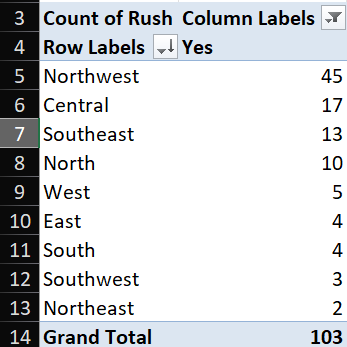 3 Count of Rush Column Labels
4 Row Labels Yes
5 Northwest 45
6 Central 17
7 Southeast 13
8 North 10
9 West 5
10 East 4
11 South 4
12 Southwest 3
13 Northeast 2
14 Grand Total 103